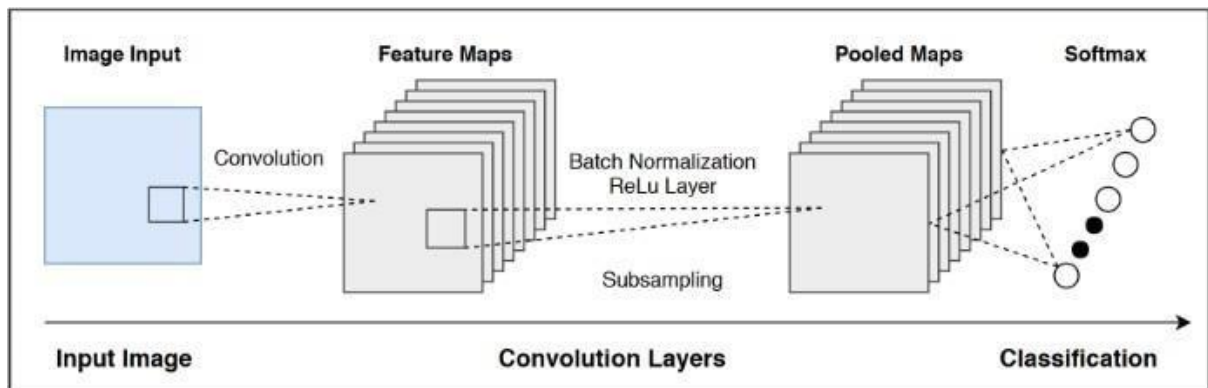 Image Input
Feature Maps
Pooled Maps
Softmax
Convolution
Batch Normalization
ReLu Layer
Subsampling
Input Image
Convolution Layers
Classification